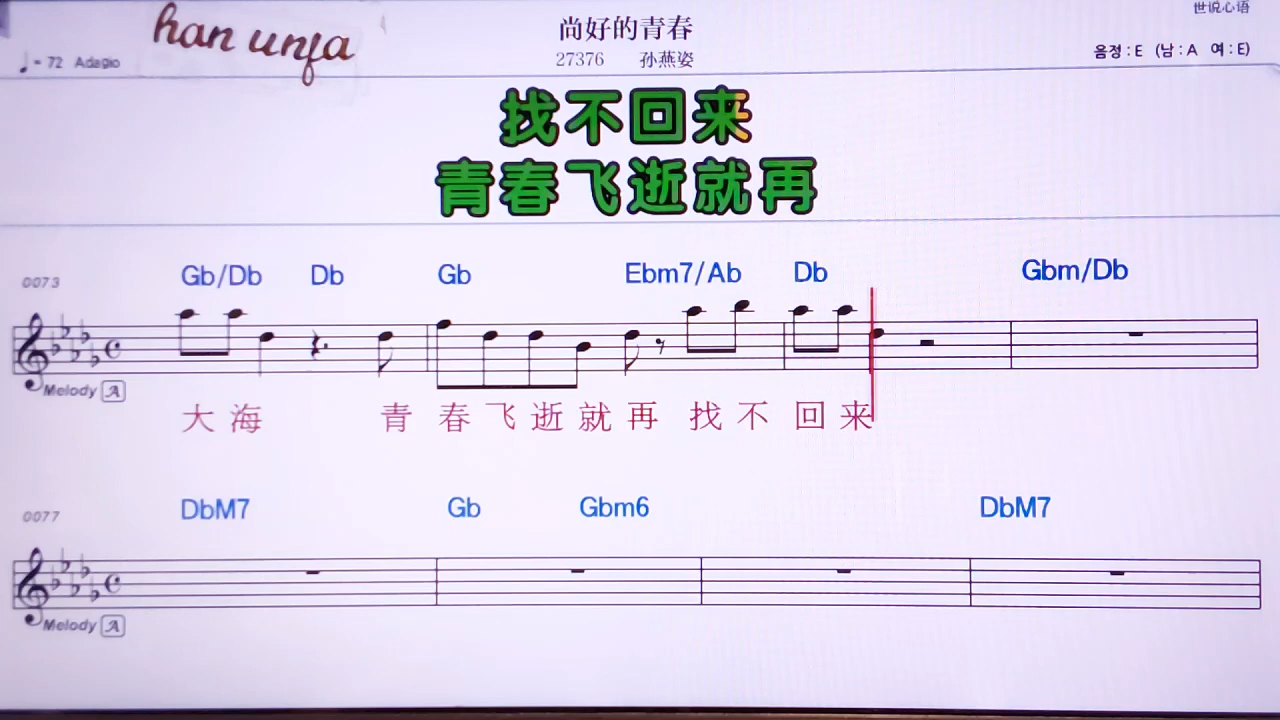 han unja
尚好的青春
世说心语
♩= 72 Adagio
27376 孙燕姿
음정 : E (남 : A 여 : E)
找不回来
青春飞逝就再
0073
Gb/Db Db Gb Ebm7/Ab Db Gbm/Db
Melody A
大海 青春飞逝就再找不回来
0077
DbM7 Gb Gbm6 DbM7
Melody A